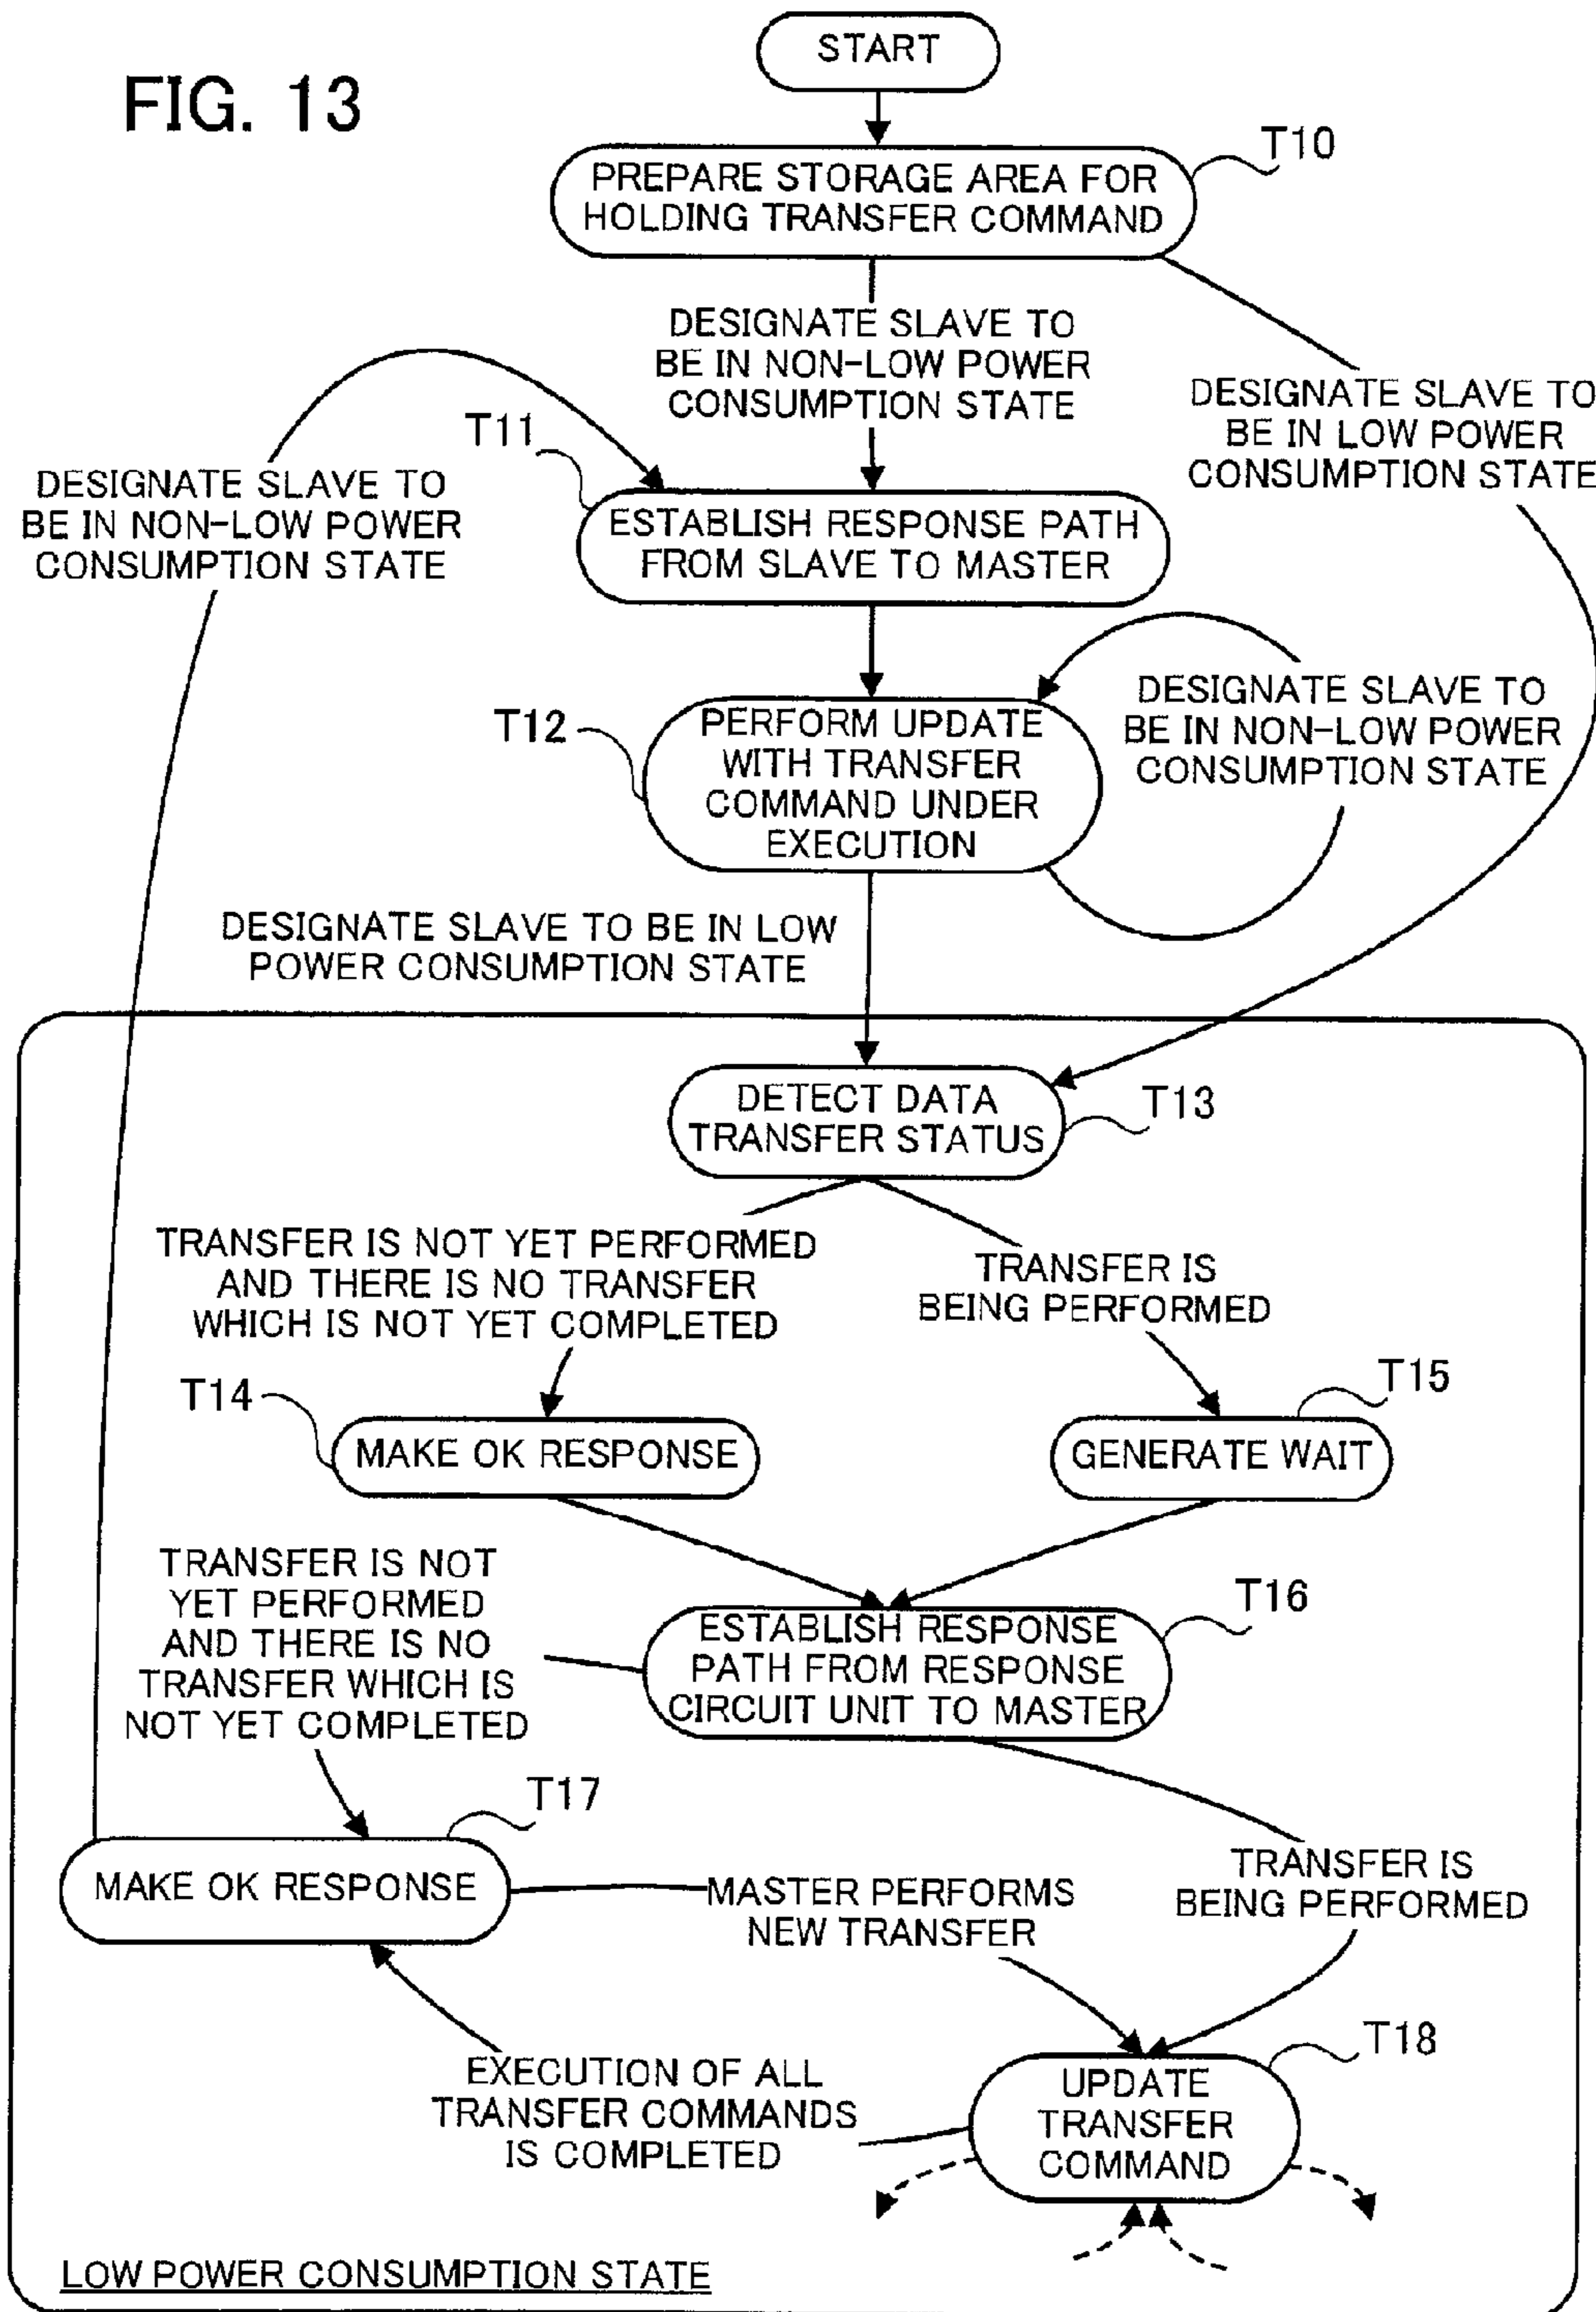 FIG. 13
START
T10
PREPARE STORAGE AREA FOR
HOLDING TRANSFER COMMAND
DESIGNATE SLAVE TO
BE IN NON-LOW POWER
CONSUMPTION STATE
DESIGNATE SLAVE TO
BE IN LOW POWER
CONSUMPTION STATE
T11
DESIGNATE SLAVE TO
BE IN NON-LOW POWER
CONSUMPTION STATE
ESTABLISH RESPONSE PATH
FROM SLAVE TO MASTER
T12
PERFORM UPDATE
WITH TRANSFER
COMMAND UNDER
EXECUTION
DESIGNATE SLAVE TO
BE IN NON-LOW POWER
CONSUMPTION STATE
DESIGNATE SLAVE TO BE IN LOW
POWER CONSUMPTION STATE
T13
DETECT DATA
TRANSFER STATUS
TRANSFER IS NOT YET PERFORMED
AND THERE IS NO TRANSFER
WHICH IS NOT YET COMPLETED
TRANSFER IS
BEING PERFORMED
T14
MAKE OK RESPONSE
T15
GENERATE WAIT
TRANSFER IS NOT
YET PERFORMED
AND THERE IS NO
TRANSFER WHICH IS
NOT YET COMPLETED
T16
ESTABLISH RESPONSE
PATH FROM RESPONSE
CIRCUIT UNIT TO MASTER
T17
MAKE OK RESPONSE
MASTER PERFORMS
NEW TRANSFER
TRANSFER IS
BEING PERFORMED
T18
EXECUTION OF ALL
TRANSFER COMMANDS
IS COMPLETED
UPDATE
TRANSFER
COMMAND
LOW POWER CONSUMPTION STATE